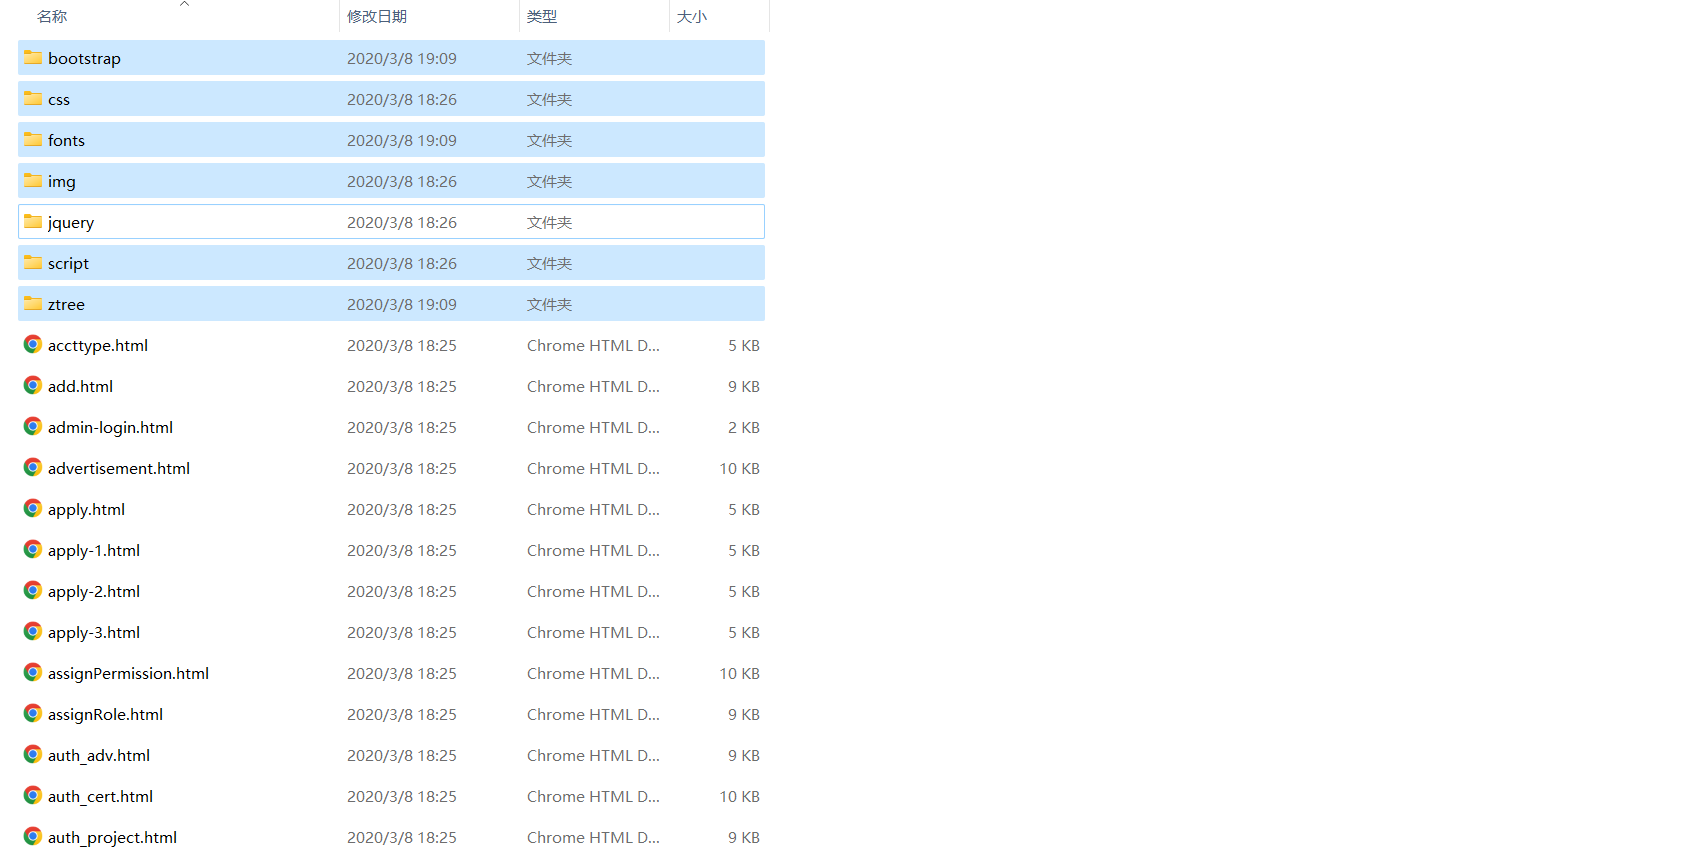 名称 修改日期 类型 大小
bootstrap 2020/3/8 19:09 文件夹
css 2020/3/8 18:26 文件夹
fonts 2020/3/8 19:09 文件夹
img 2020/3/8 18:26 文件夹
jquery 2020/3/8 18:26 文件夹
script 2020/3/8 18:26 文件夹
ztree 2020/3/8 19:09 文件夹
accttype.html 2020/3/8 18:25 Chrome HTML D... 5 KB
add.html 2020/3/8 18:25 Chrome HTML D... 9 KB
admin-login.html 2020/3/8 18:25 Chrome HTML D... 2 KB
advertisement.html 2020/3/8 18:25 Chrome HTML D... 10 KB
apply.html 2020/3/8 18:25 Chrome HTML D... 5 KB
apply-1.html 2020/3/8 18:25 Chrome HTML D... 5 KB
apply-2.html 2020/3/8 18:25 Chrome HTML D... 5 KB
apply-3.html 2020/3/8 18:25 Chrome HTML D... 5 KB
assignPermission.html 2020/3/8 18:25 Chrome HTML D... 10 KB
assignRole.html 2020/3/8 18:25 Chrome HTML D... 9 KB
auth_adv.html 2020/3/8 18:25 Chrome HTML D... 9 KB
auth_cert.html 2020/3/8 18:25 Chrome HTML D... 10 KB
auth_project.html 2020/3/8 18:25 Chrome HTML D... 9 KB